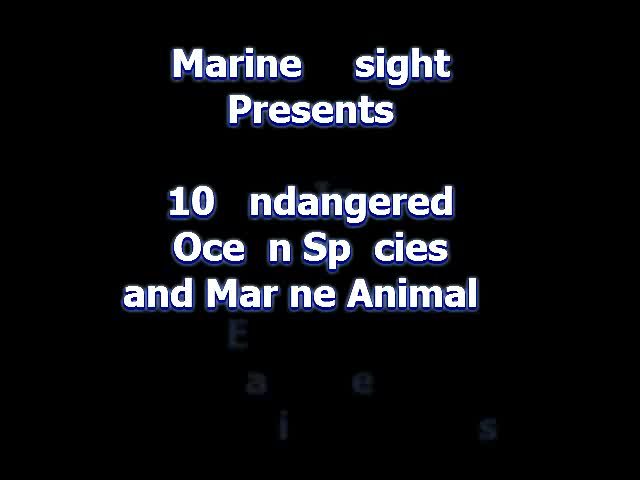 Marine sight
Presents
10 ndangered
Oce n Sp cies
and Mar ne Animal
E
a e
i s